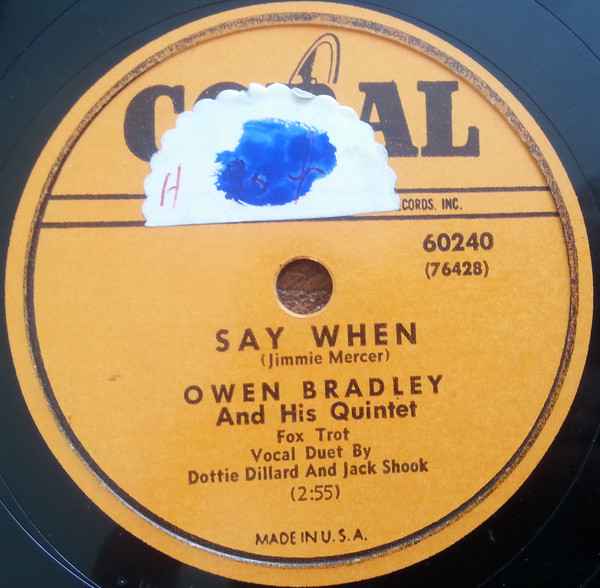 CORAL
H
CORDS, INC.
60240
(76428)
SAY WHEN
(Jimmie Mercer)
OWEN BRADLEY
And His Quintet
Fox Trot
Vocal Duet By
Dottie Dillard And Jack Shook
(2:55)
MADE IN U. S. A.